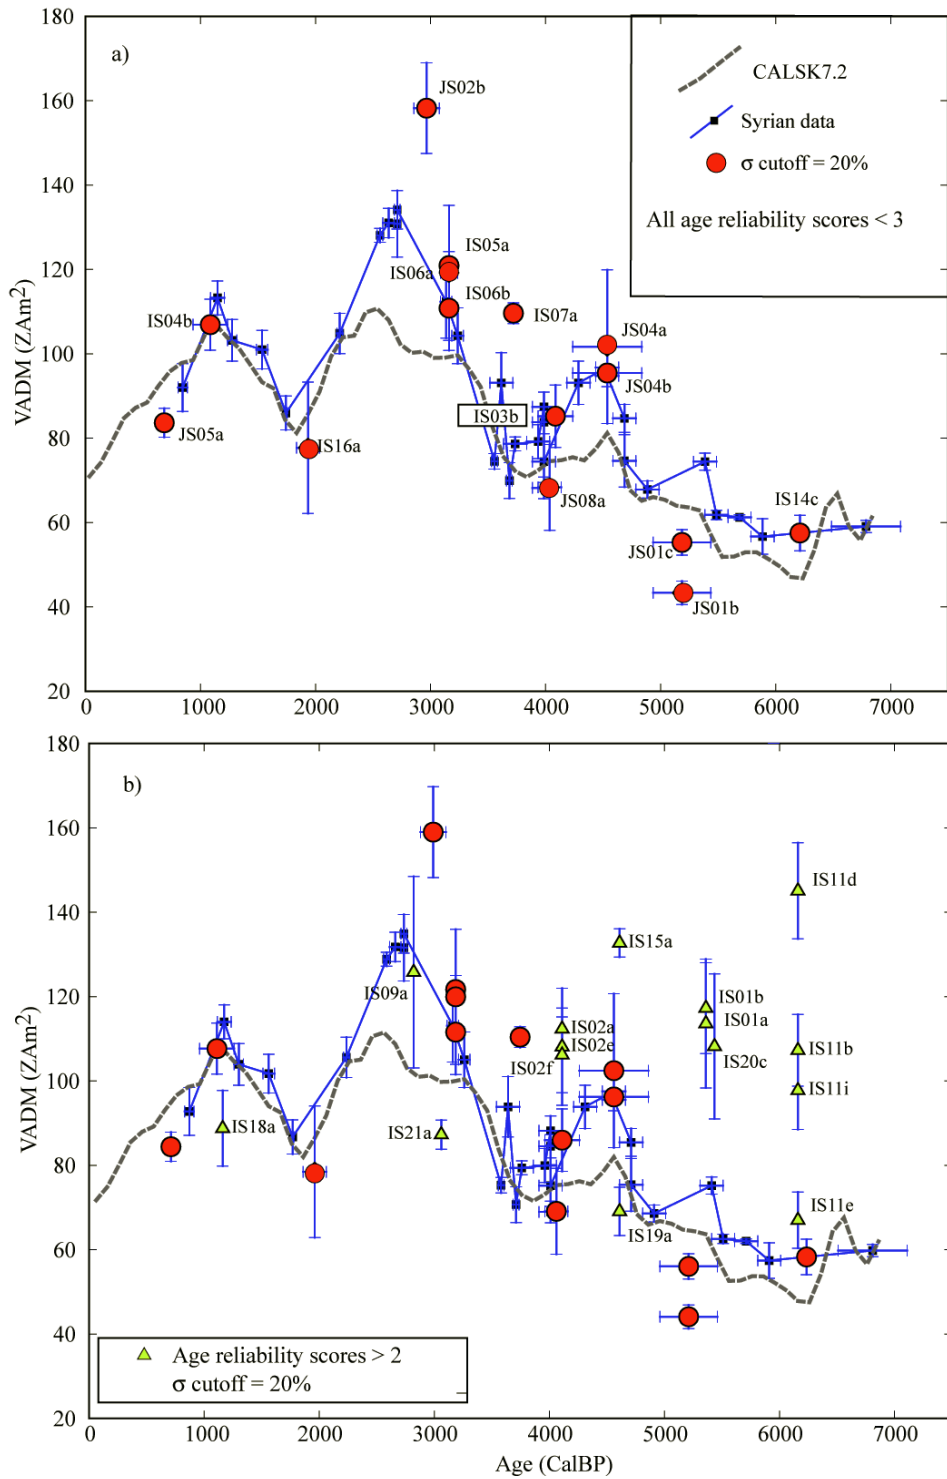 180
160
140
120
100
80
60
40
20
VADM (ZAm2)
a)
CALSK7.2
Syrian data
σ cutoff = 20%
All age reliability scores < 3
JS02b
IS05a
IS06a
IS06b
IS04b
IS07a
JS04a
JS04b
IS03b
JS05a
IS16a
JS08a
IS14c
JS01c
JS01b
0 1000 2000 3000 4000 5000 6000 7000
180
160
140
120
100
80
60
40
20
VADM (ZAm2)
b)
IS11d
IS15a
IS09a
IS01b
IS01a
IS02a
IS02e
IS02f
IS20c
IS11b
IS11i
IS18a
IS21a
IS19a
IS11e
Age reliability scores > 2
σ cutoff = 20%
0 1000 2000 3000 4000 5000 6000 7000
Age (CalBP)